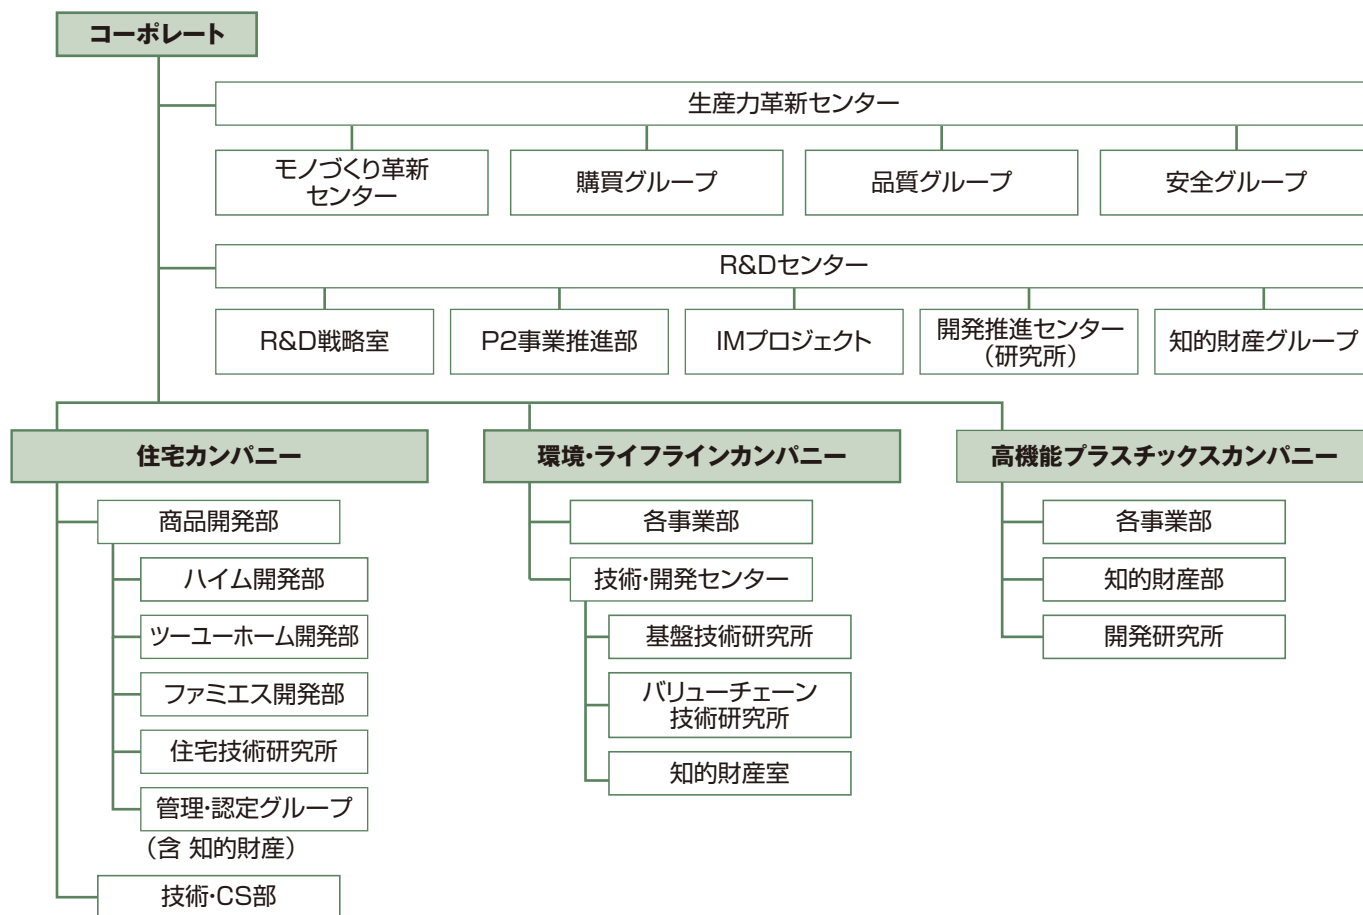 コーポレート
生産力革新センター
モノづくり革新
センター
購買グループ
品質グループ
安全グループ
R&Dセンター
R&D戦略室
P2事業推進部
IMプロジェクト
開発推進センター
（研究所）
知的財産グループ
住宅カンパニー
商品開発部
ハイム開発部
ツーユーホーム開発部
ファミエス開発部
住宅技術研究所
管理・認定グループ
（含 知的財産）
技術・CS部
環境・ライフラインカンパニー
各事業部
技術・開発センター
基盤技術研究所
バリューチェーン
技術研究所
知的財産室
高機能プラスチックスカンパニー
各事業部
知的財産部
開発研究所